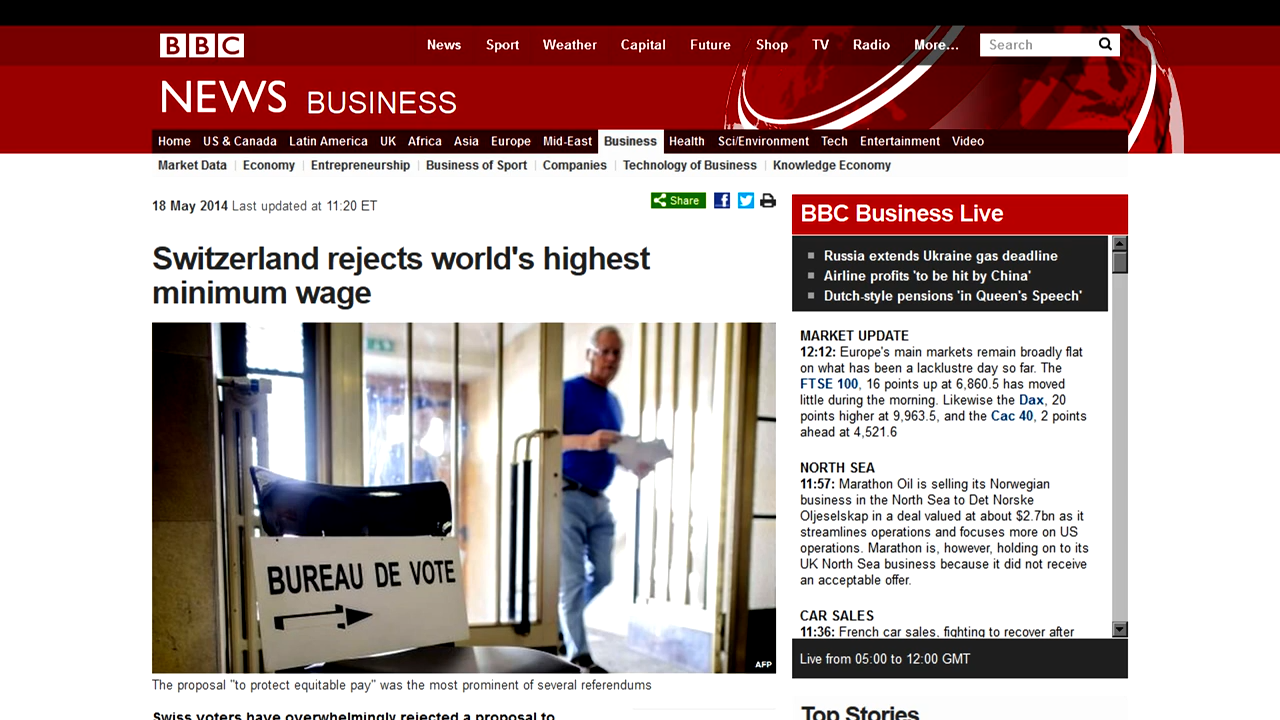 BBC
News Sport Weather Capital Future Shop TV Radio More... Search
NEWS BUSINESS
Home US & Canada Latin America UK Africa Asia Europe Mid-East Business Health Sci/Environment Tech Entertainment Video
Market Data Economy Entrepreneurship Business of Sport Companies Technology of Business Knowledge Economy
18 May 2014 Last updated at 11:20 ET
Share
Switzerland rejects world's highest
minimum wage
BUREAU DE VOTE
AFP
The proposal "to protect equitable pay" was the most prominent of several referendums
Swiss voters have overwhelmingly rejected a proposal to
BBC Business Live
Russia extends Ukraine gas deadline
Airline profits 'to be hit by China'
Dutch-style pensions 'in Queen's Speech'
MARKET UPDATE
12:12: Europe's main markets remain broadly flat
on what has been a lacklustre day so far. The
FTSE 100, 16 points up at 6,860.5 has moved
little during the morning. Likewise the Dax, 20
points higher at 9,963.5, and the Cac 40, 2 points
ahead at 4,521.6
NORTH SEA
11:57: Marathon Oil is selling its Norwegian
business in the North Sea to Det Norske
Oljeselskap in a deal valued at about $2.7bn as it
streamlines operations and focuses more on US
operations. Marathon is, however, holding on to its
UK North Sea business because it did not receive
an acceptable offer.
CAR SALES
11:36: French car sales, fighting to recover after
Live from 05:00 to 12:00 GMT
Top Stories